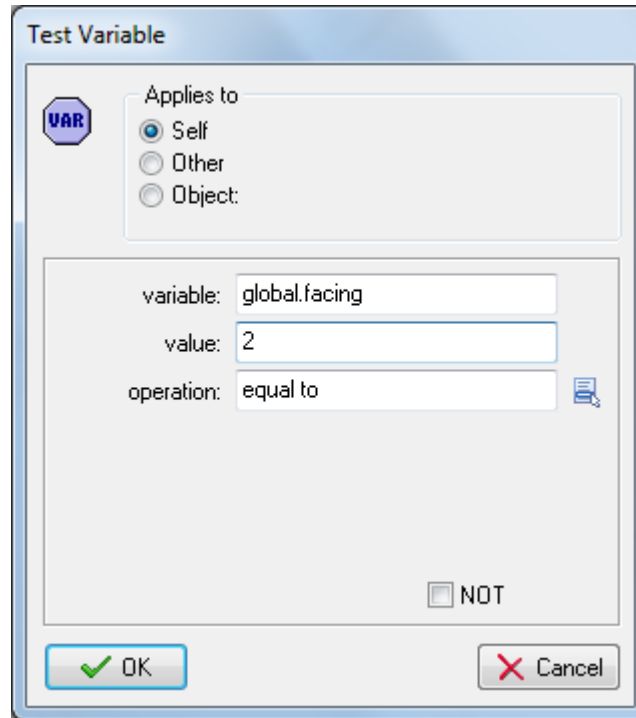 Test Variable
VAR
Applies to
Self
Other
Object:
variable: global.facing
value: 2
operation: equal to
NOT
OK
Cancel